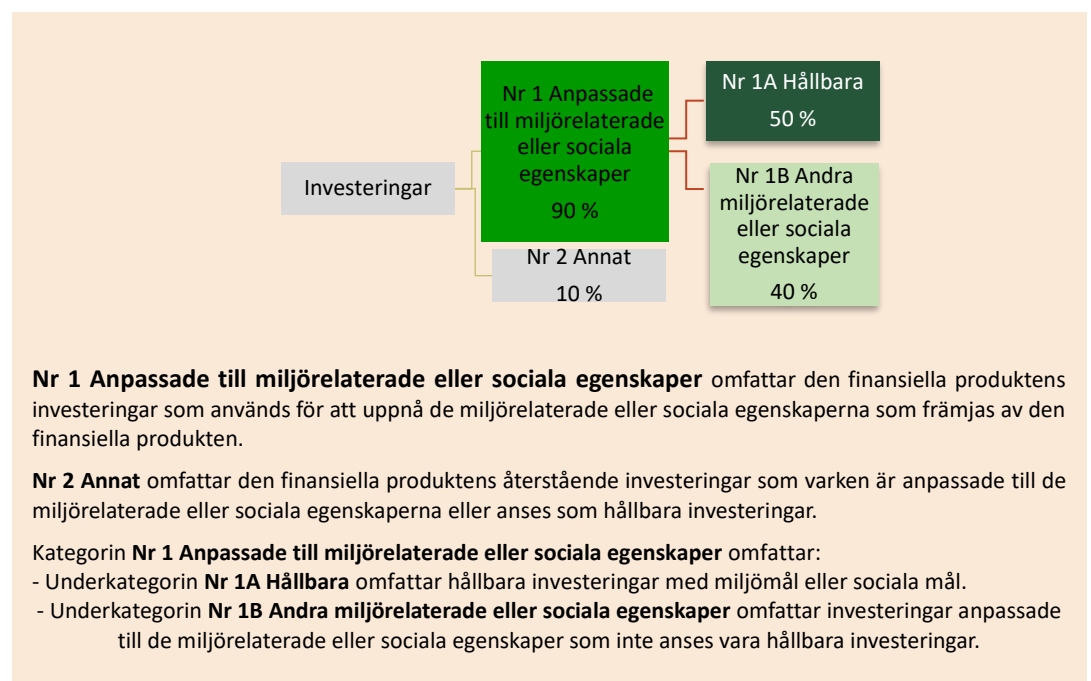 Investeringar
Nr 1 Anpassade
till miljörelaterade
eller sociala
egenskaper
90 %
Nr 2 Annat
10 %
Nr 1A Hållbara
50 %
Nr 1B Andra
miljörelaterade
eller sociala
egenskaper
40 %
Nr 1 Anpassade till miljörelaterade eller sociala egenskaper omfattar den finansiella produktens
investeringar som används för att uppnå de miljörelaterade eller sociala egenskaperna som främjas av den
finansiella produkten.
Nr 2 Annat omfattar den finansiella produktens återstående investeringar som varken är anpassade till de
miljörelaterade eller sociala egenskaperna eller anses som hållbara investeringar.
Kategorin Nr 1 Anpassade till miljörelaterade eller sociala egenskaper omfattar:
- Underkategorin Nr 1A Hållbara omfattar hållbara investeringar med miljömål eller sociala mål.
- Underkategorin Nr 1B Andra miljörelaterade eller sociala egenskaper omfattar investeringar anpassade
till de miljörelaterade eller sociala egenskaper som inte anses vara hållbara investeringar.